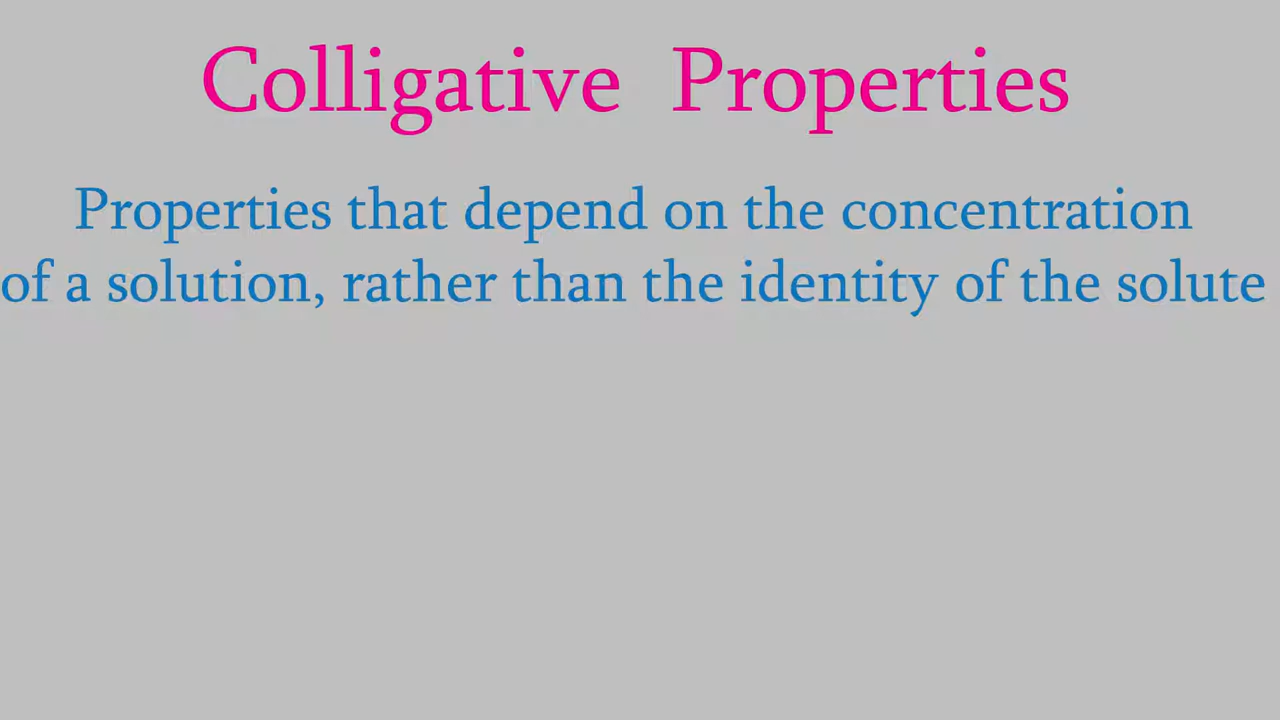 Colligative Properties
Properties that depend on the concentration
of a solution, rather than the identity of the solute